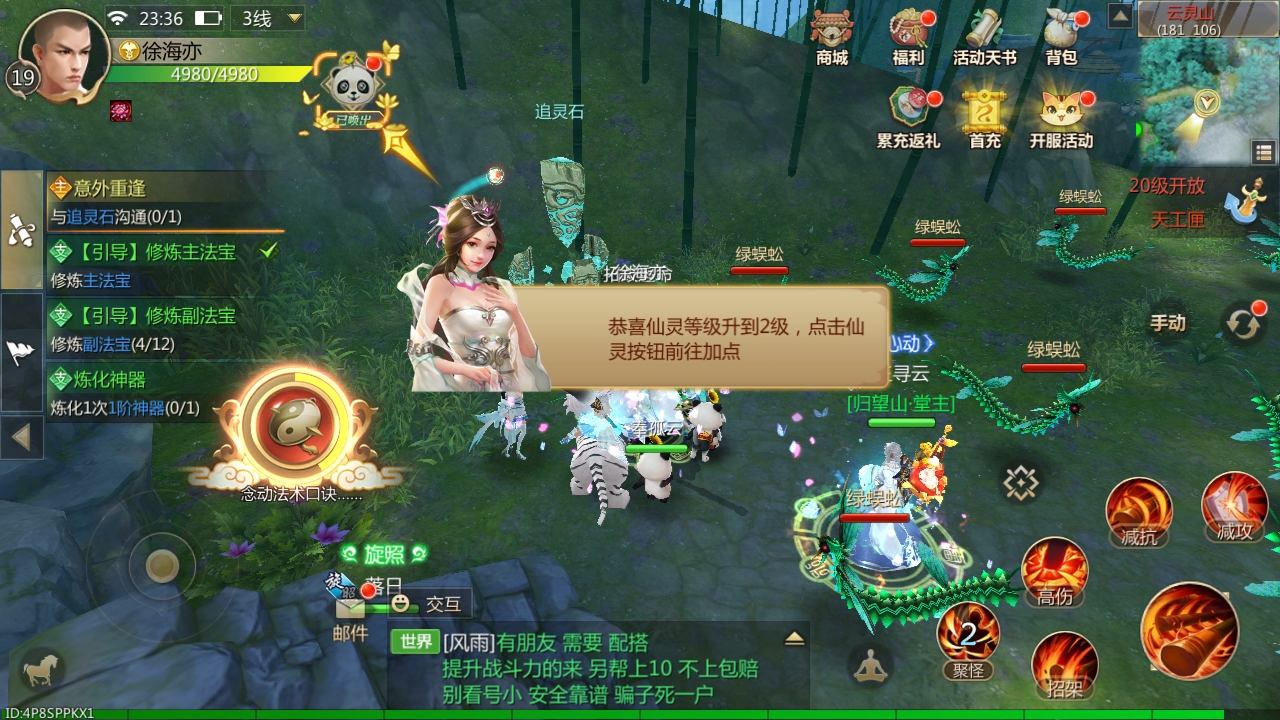 23:36
3线
云灵山
(181 106)
徐海亦
19
4980/4980
已唤出
商城
福利
活动天书
背包
累充返礼
首充
开服活动
追灵石
主
意外重逢
与追灵石沟通(0/1)
支
【引导】修炼主法宝
修炼主法宝
支
【引导】修炼副法宝
修炼副法宝(4/12)
支
炼化神器
炼化1次1阶神器(0/1)
绿蜈蚣
绿蜈蚣
绿蜈蚣
20级开放
天工匣
恭喜仙灵等级升到2级，点击仙
灵按钮前往加点
手动
绿蜈蚣
寻云
[归望山·堂主]
绿蜈蚣
念动法术口诀......
旋照
落日
交互
邮件
减抗
减攻
高伤
2
聚怪
招架
世界
[风雨]有朋友 需要 配搭
提升战斗力的来 另帮上10 不上包赔
别看号小 安全靠谱 骗子死一户
ID:4P8SPPKX1